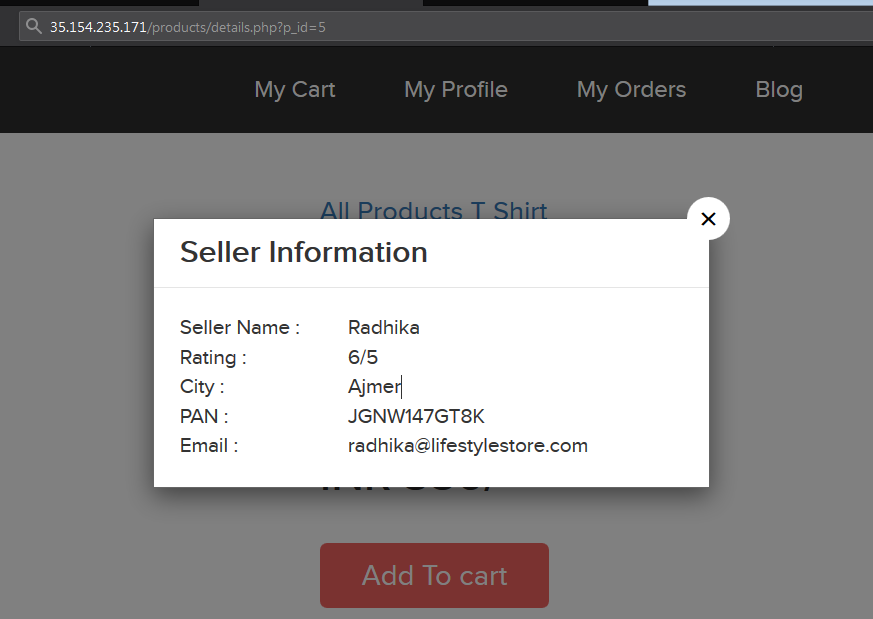 35.154.235.171/products/details.php?p_id=5
My Cart My Profile My Orders Blog
All Products T Shirt
Seller Information
Seller Name : Radhika
Rating : 6/5
City : Ajmer
PAN : JGNW147GT8K
Email : radhika@lifestylestore.com
Add To cart